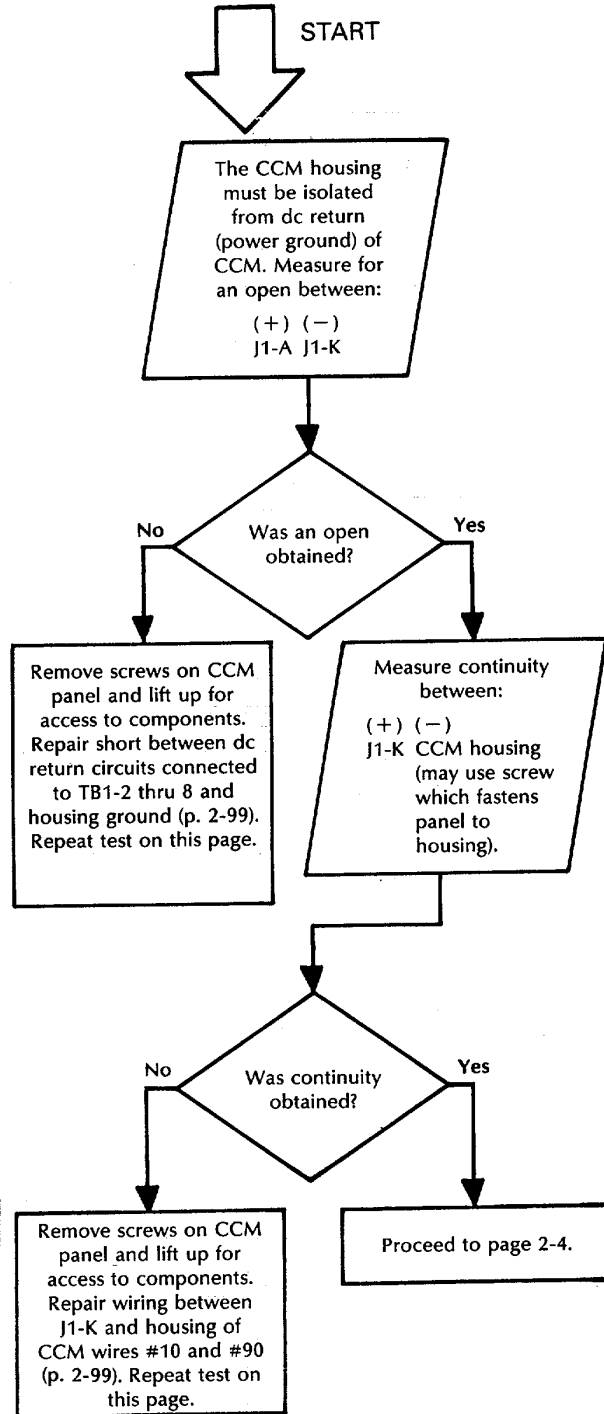 START
The CCM housing
must be isolated
from dc return
(power ground) of
CCM. Measure for
an open between:
(+) (−)
J1-A J1-K
Was an open
obtained?
No
Yes
Remove screws on CCM
panel and lift up for
access to components.
Repair short between dc
return circuits connected
to TB1-2 thru 8 and
housing ground (p. 2-99).
Repeat test on this page.
Measure continuity
between:
(+) (−)
J1-K CCM housing
(may use screw
which fastens
panel to
housing).
Was continuity
obtained?
No
Yes
Remove screws on CCM
panel and lift up for
access to components.
Repair wiring between
J1-K and housing of
CCM wires #10 and #90
(p. 2-99). Repeat test on
this page.
Proceed to page 2-4.